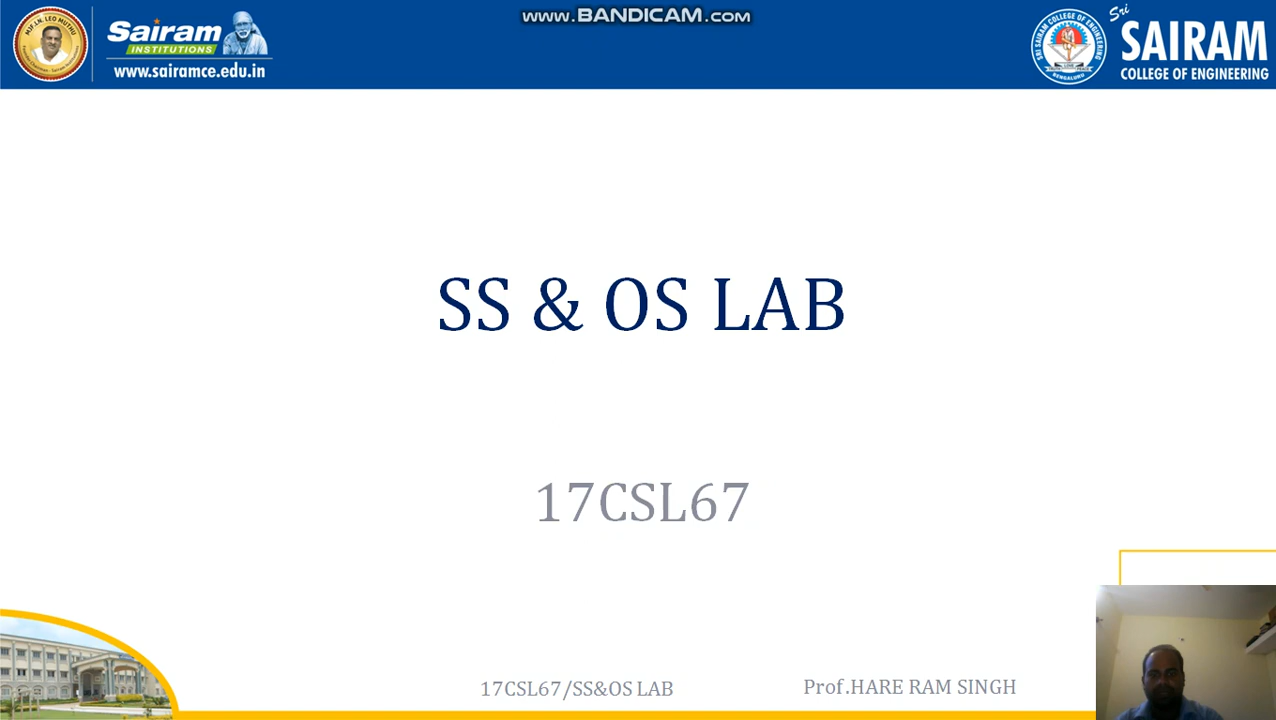 www.BANDICAM.com
Sairam
INSTITUTIONS
www.sairamce.edu.in
Sri
SAIRAM
COLLEGE OF ENGINEERING
SS & OS LAB
17CSL67
17CSL67/SS&OS LAB
Prof.HARE RAM SINGH